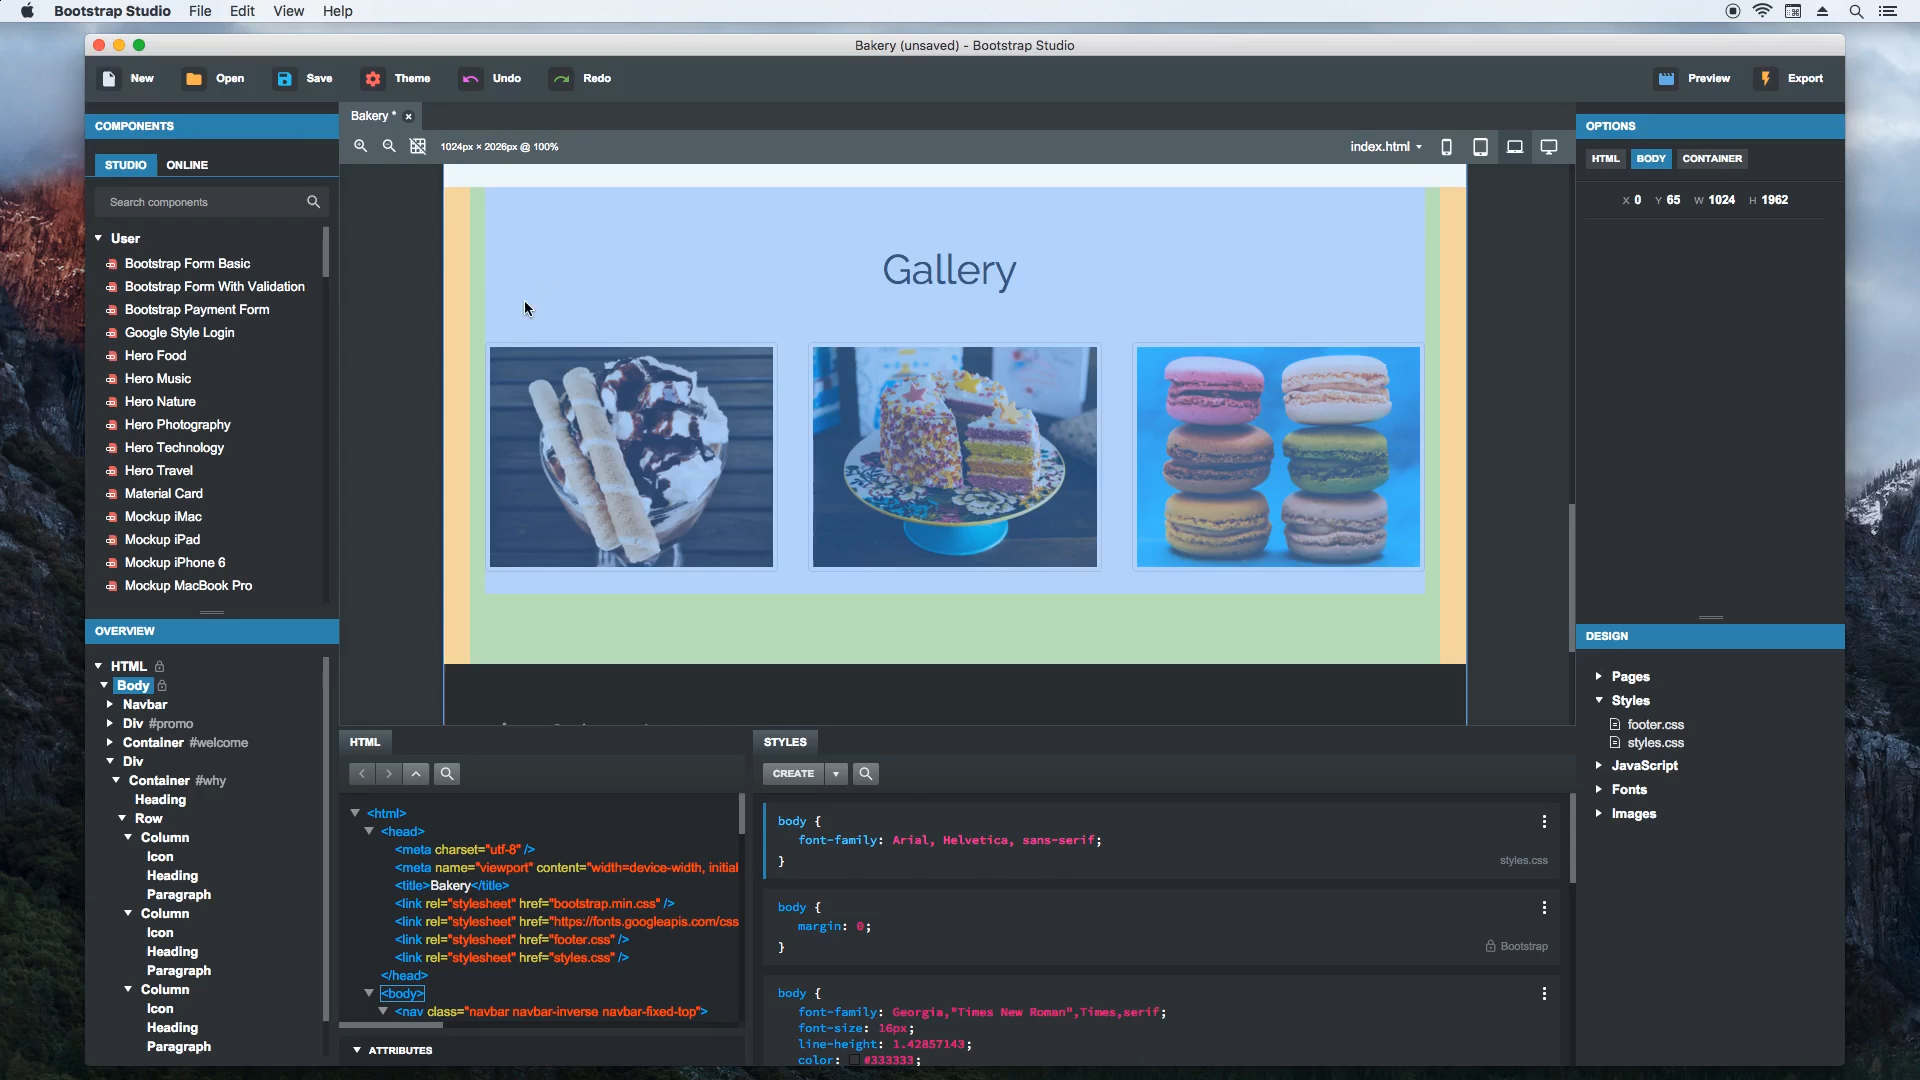 Bootstrap Studio File Edit View Help
Bakery (unsaved) - Bootstrap Studio
New Open Save Theme Undo Redo Preview Export
COMPONENTS
STUDIO ONLINE
Search components
User
Bootstrap Form Basic
Bootstrap Form With Validation
Bootstrap Payment Form
Google Style Login
Hero Food
Hero Music
Hero Nature
Hero Photography
Hero Technology
Hero Travel
Material Card
Mockup iMac
Mockup iPad
Mockup iPhone 6
Mockup MacBook Pro
OVERVIEW
HTML
Body
Navbar
Div #promo
Container #welcome
Div
Container #why
Heading
Row
Column
Icon
Heading
Paragraph
Column
Icon
Heading
Paragraph
Column
Icon
Heading
Paragraph
Bakery *
1024px × 2026px @ 100%
index.html
Gallery
HTML
<html>
<head>
<meta charset="utf-8" />
<meta name="viewport" content="width=device-width, initial
<title>Bakery</title>
<link rel="stylesheet" href="bootstrap.min.css" />
<link rel="stylesheet" href="https://fonts.googleapis.com/css
<link rel="stylesheet" href="footer.css" />
<link rel="stylesheet" href="styles.css" />
</head>
<body>
<nav class="navbar navbar-inverse navbar-fixed-top">
ATTRIBUTES
STYLES
CREATE
body {
font-family: Arial, Helvetica, sans-serif;
}
styles.css
body {
margin: 0;
}
Bootstrap
body {
font-family: Georgia,"Times New Roman",Times,serif;
font-size: 16px;
line-height: 1.42857143;
color: #333333;
OPTIONS
HTML BODY CONTAINER
X 0 Y 65 W 1024 H 1962
DESIGN
Pages
Styles
footer.css
styles.css
JavaScript
Fonts
Images